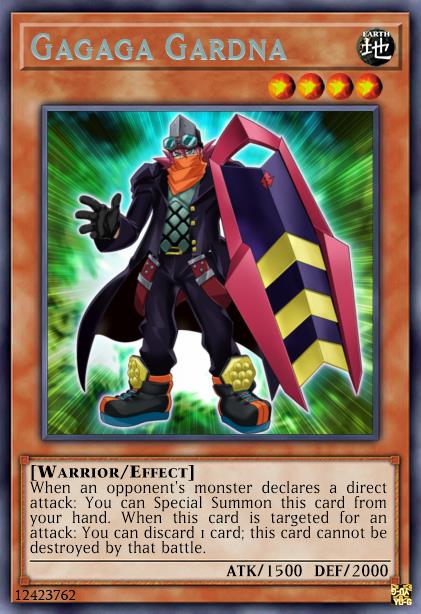 GAGAGA GARDNA
EARTH
地
[WARRIOR/EFFECT]
When an opponent's monster declares a direct
attack: You can Special Summon this card from
your hand. When this card is targeted for an
attack: You can discard 1 card; this card cannot be
destroyed by that battle.
ATK/1500 DEF/2000
12423762